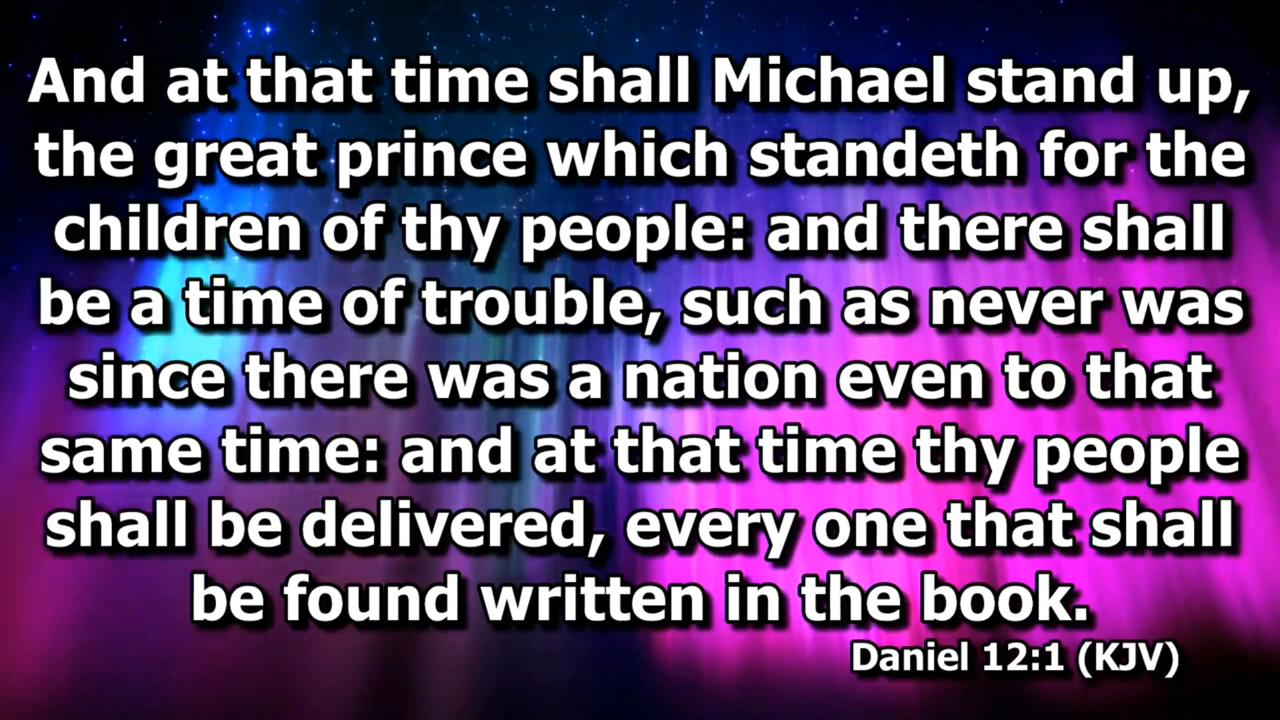 And at that time shall Michael stand up,
the great prince which standeth for the
children of thy people: and there shall
be a time of trouble, such as never was
since there was a nation even to that
same time: and at that time thy people
shall be delivered, every one that shall
be found written in the book.
Daniel 12:1 (KJV)